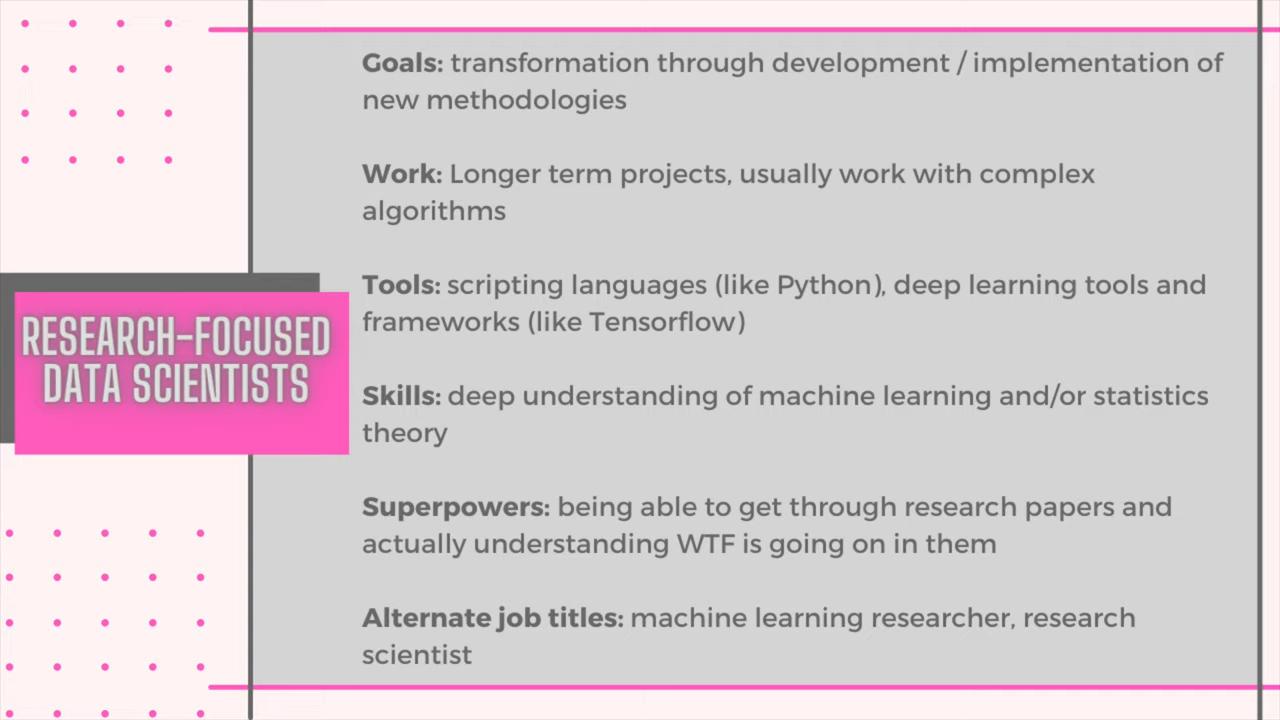 RESEARCH-FOCUSED
DATA SCIENTISTS
Goals: transformation through development / implementation of
new methodologies
Work: Longer term projects, usually work with complex
algorithms
Tools: scripting languages (like Python), deep learning tools and
frameworks (like Tensorflow)
Skills: deep understanding of machine learning and/or statistics
theory
Superpowers: being able to get through research papers and
actually understanding WTF is going on in them
Alternate job titles: machine learning researcher, research
scientist